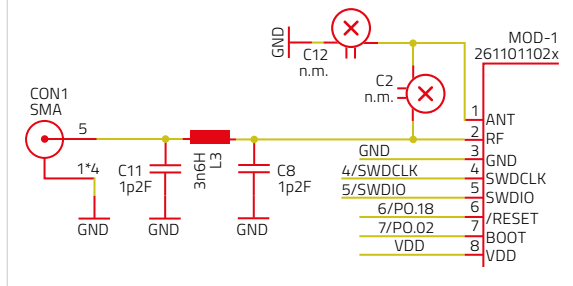 MOD-1
261101102x
GND
C12
n.m.
C2
n.m.
CON1
SMA
5
1*4
GND
C11
1p2F
GND
3n6H
L3
C8
1p2F
GND
1 ANT
2 RF
GND 3 GND
4/SWDCLK 4 SWDCLK
5/SWDIO 5 SWDIO
6/PO.18 6 /RESET
7/PO.02 7 BOOT
VDD 8 VDD